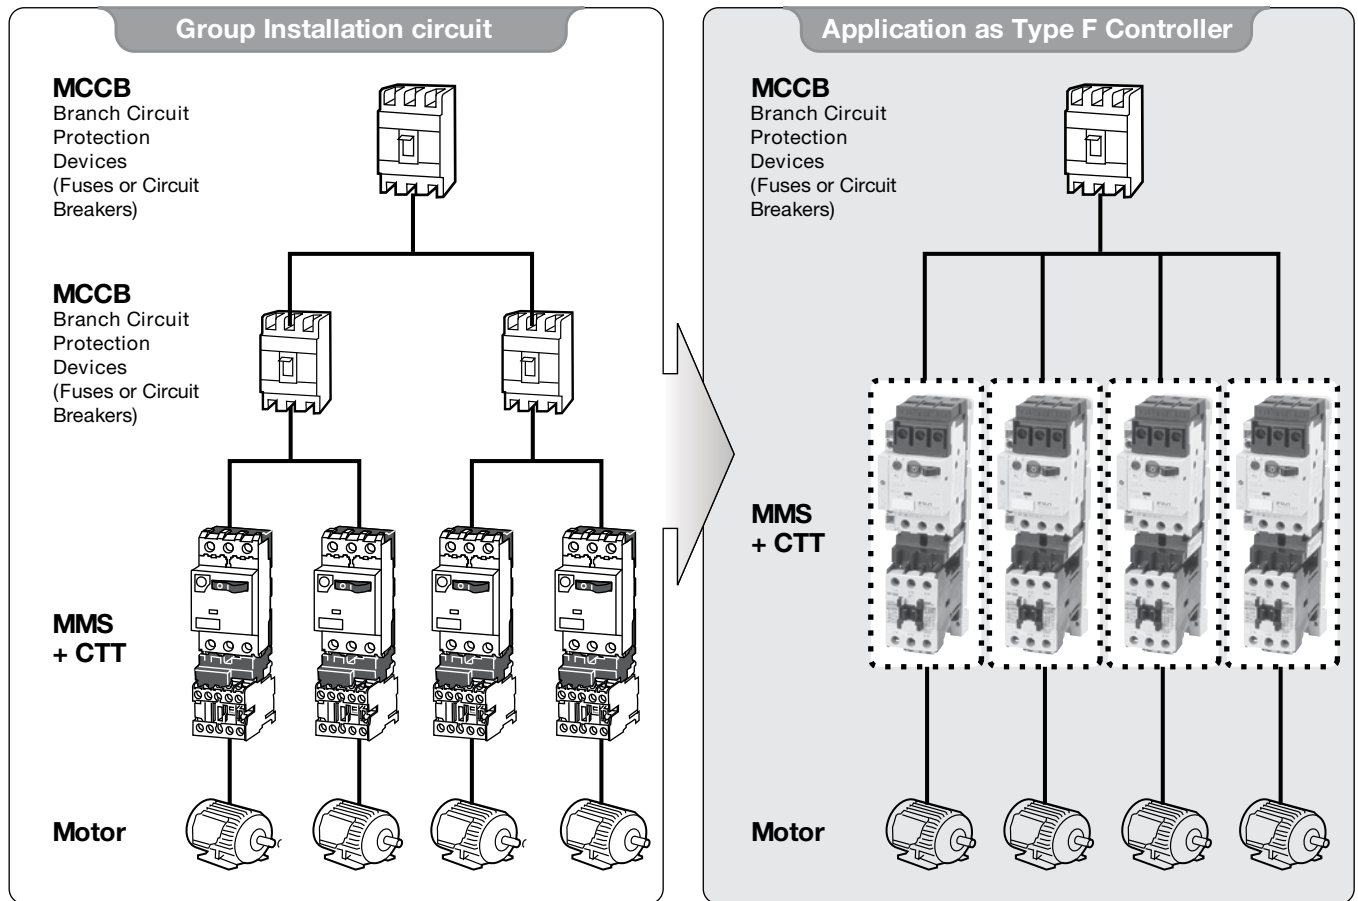 Group Installation circuit
MCCB
Branch Circuit
Protection
Devices
(Fuses or Circuit
Breakers)
MCCB
Branch Circuit
Protection
Devices
(Fuses or Circuit
Breakers)
MMS
+ CTT
Motor
Application as Type F Controller
MCCB
Branch Circuit
Protection
Devices
(Fuses or Circuit
Breakers)
MMS
+ CTT
Motor